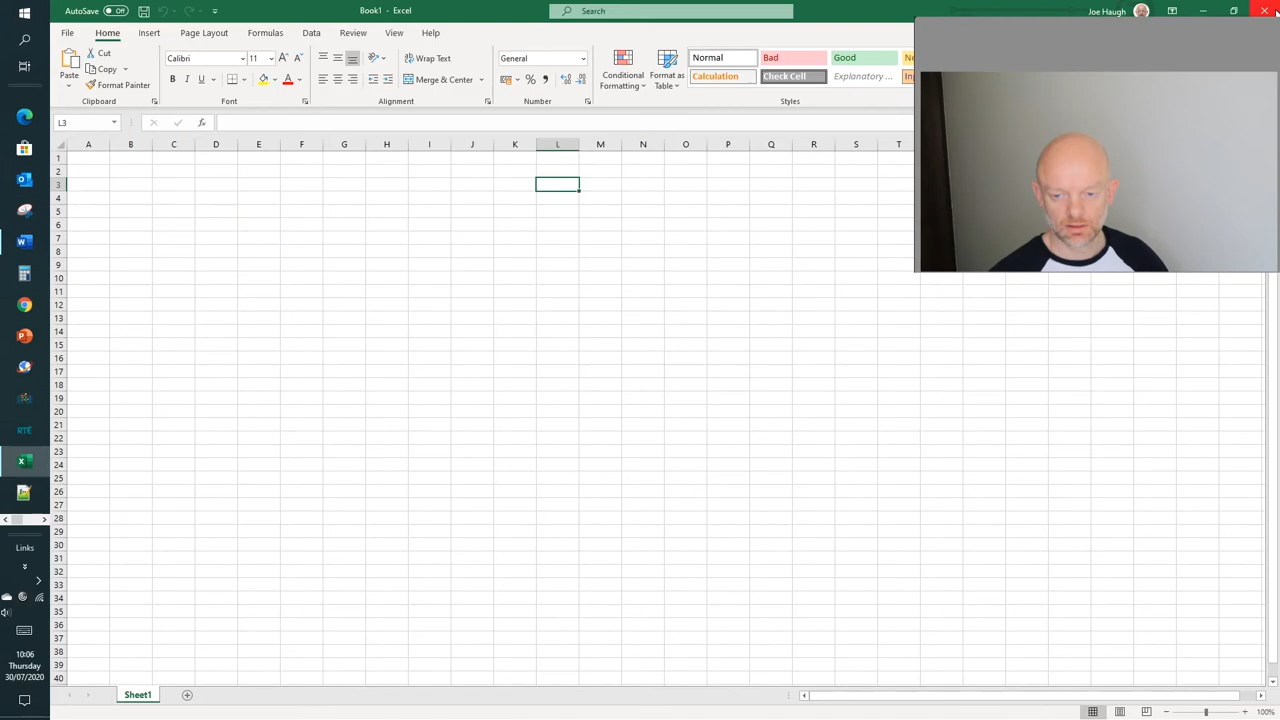 AutoSave Off Book1 - Excel Search Joe Haugh
File Home Insert Page Layout Formulas Data Review View Help
Cut
Copy
Format Painter
Paste
Clipboard
Calibri 11
B I U
Font
Wrap Text
Merge & Center
Alignment
General
Number
Conditional Formatting
Format as Table
Normal Bad Good
Calculation Check Cell Explanatory ...
Styles
L3 fx
A B C D E F G H I J K L M N O P Q R S T
1
2
3
4
5
6
7
8
9
10
11
12
13
14
15
16
17
18
19
20
21
22
23
24
25
26
27
28
29
30
31
32
33
34
35
36
37
38
39
40
RTE
Links
10:06
Thursday
30/07/2020
Sheet1
100%